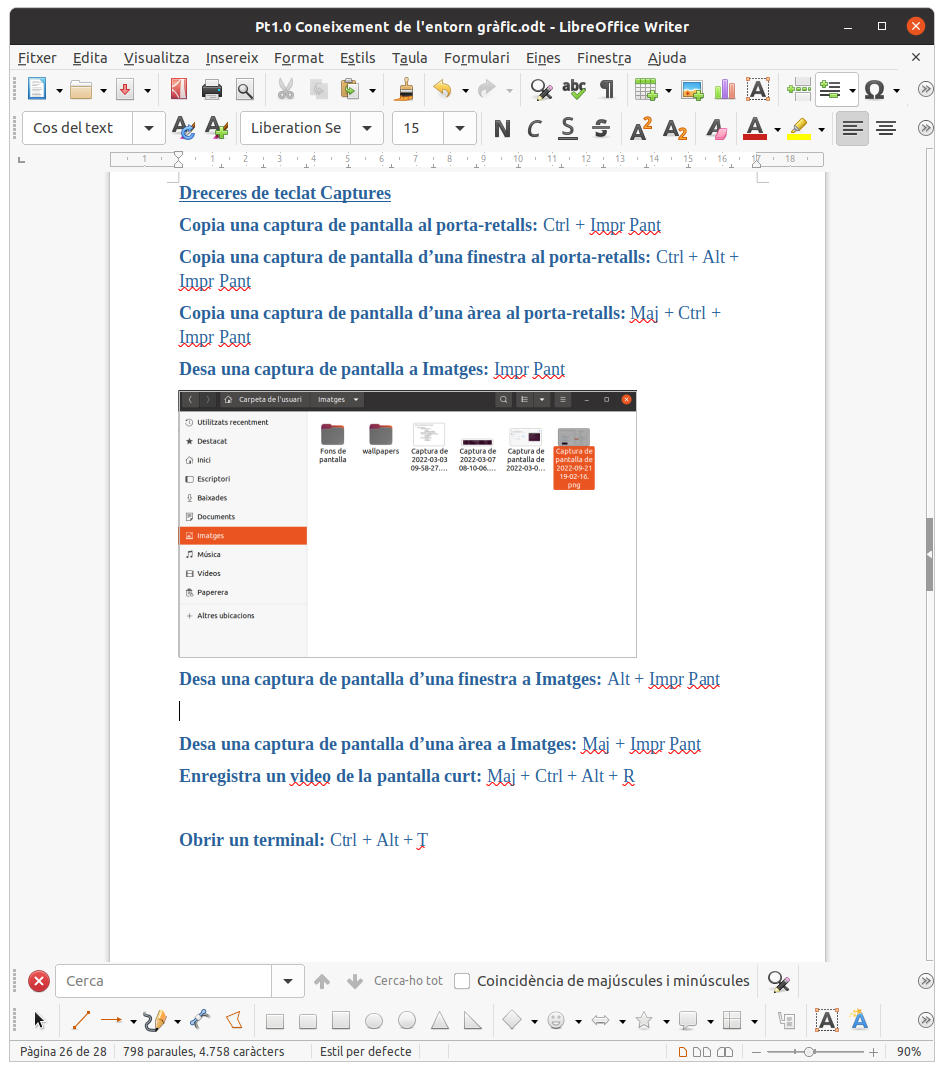 Pt1.0 Coneixement de l'entorn gràfic.odt - LibreOffice Writer
Fitxer Edita Visualitza Insereix Format Estils Taula Formulari Eines Finestra Ajuda
Cos del text Liberation Se 15 N C S S
1 1 2 3 4 5 6 7 8 9 10 11 12 13 14 15 16 17 18
Dreceres de teclat Captures
Copia una captura de pantalla al porta-retalls: Ctrl + Impr Pant
Copia una captura de pantalla d’una finestra al porta-retalls: Ctrl + Alt +
Impr Pant
Copia una captura de pantalla d’una àrea al porta-retalls: Maj + Ctrl +
Impr Pant
Desa una captura de pantalla a Imatges: Impr Pant
Carpeta de l'usuari Imatges
Utilitzats recentment
Destacat
Inici
Escriptori
Baixades
Documents
Imatges
Música
Vídeos
Paperera
Altres ubicacions
Fons de
pantalla
wallpapers
Captura de
2022-03-03
09-58-27....
Captura de
2022-03-07
08-10-06....
Captura de
pantalla de
2022-03-0...
Captura de
pantalla de
2022-09-21
19-02-16.
png
Desa una captura de pantalla d’una finestra a Imatges: Alt + Impr Pant
Desa una captura de pantalla d’una àrea a Imatges: Maj + Impr Pant
Enregistra un video de la pantalla curt: Maj + Ctrl + Alt + R
Obrir un terminal: Ctrl + Alt + T
Cerca Cerca-ho tot Coincidència de majúscules i minúscules
Pàgina 26 de 28 798 paraules, 4.758 caràcters Estil per defecte 90%